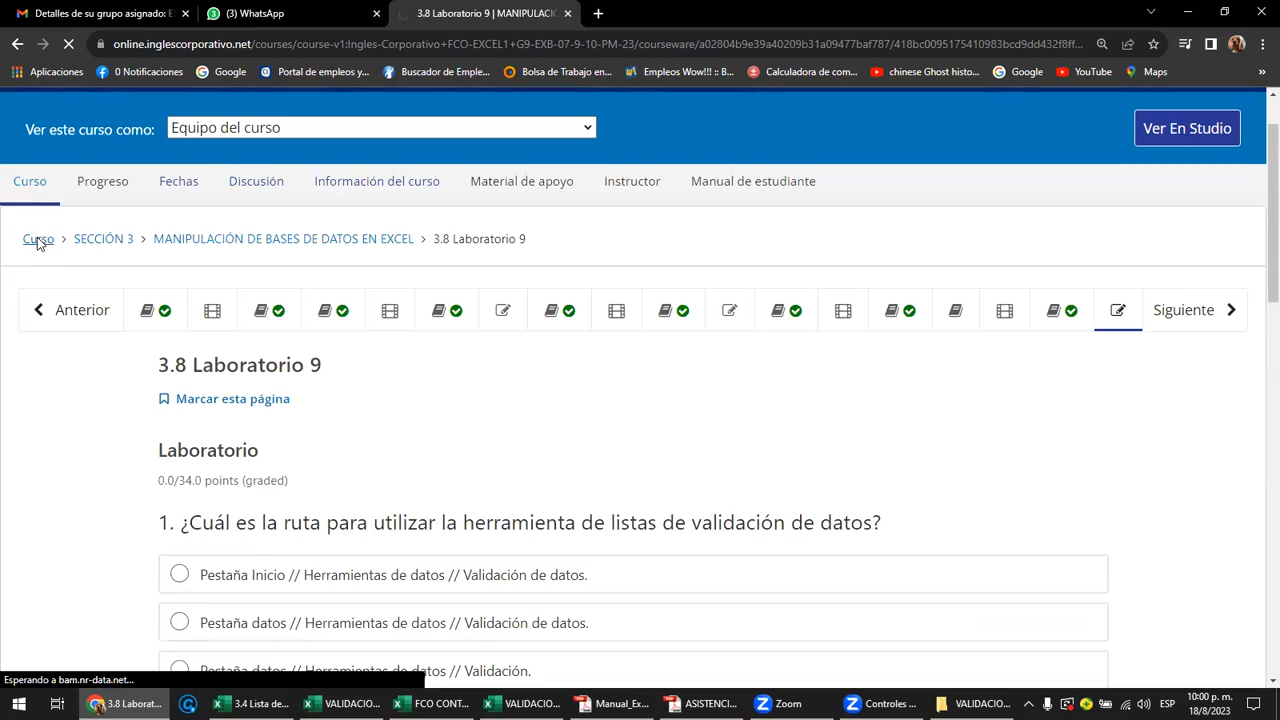 Detalles de su grupo asignado: E
(3) WhatsApp
3.8 Laboratorio 9 | MANIPULACIÓ
online.inglescorporativo.net/courses/course-v1:Ingles-Corporativo+FCO-EXCEL1+G9-EXB-07-9-10-PM-23/courseware/a02804b9e39a40209b31a09477baf787/418bc0095175410983bcd9dd432f8ff...
Aplicaciones
0 Notificaciones
Google
Portal de empleos y...
Buscador de Emple...
Bolsa de Trabajo en...
Empleos Wow!!! :: B...
Calculadora de com...
chinese Ghost histo...
Google
YouTube
Maps
»
Ver este curso como:
Equipo del curso
Ver En Studio
Curso
Progreso
Fechas
Discusión
Información del curso
Material de apoyo
Instructor
Manual de estudiante
Curso > SECCIÓN 3 > MANIPULACIÓN DE BASES DE DATOS EN EXCEL > 3.8 Laboratorio 9
Anterior
Siguiente
3.8 Laboratorio 9
Marcar esta página
Laboratorio
0.0/34.0 points (graded)
1. ¿Cuál es la ruta para utilizar la herramienta de listas de validación de datos?
Pestaña Inicio // Herramientas de datos // Validación de datos.
Pestaña datos // Herramientas de datos // Validación de datos.
Pestaña datos // Herramientas de datos // Validación.
Esperando a bam.nr-data.net...
3.8 Laborat...
3.4 Lista de...
VALIDACIO...
FCO CONT...
VALIDACIO...
Manual_Ex...
ASISTENCI...
Zoom
Controles ...
VALIDACIO...
ESP
10:00 p. m.
18/8/2023